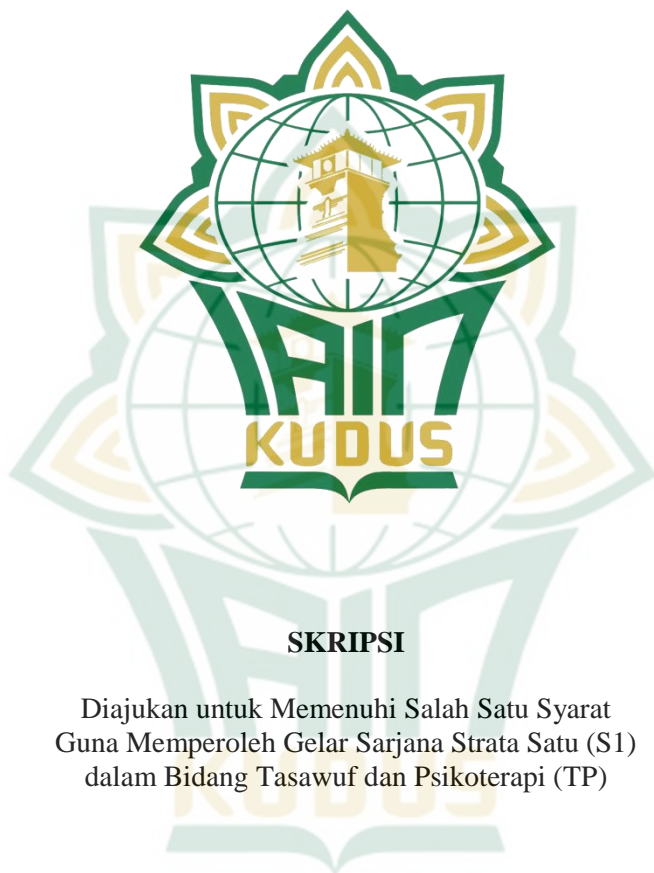 IAIN
KUDUS
SKRIPSI
Diajukan untuk Memenuhi Salah Satu Syarat
Guna Memperoleh Gelar Sarjana Strata Satu (S1)
dalam Bidang Tasawuf dan Psikoterapi (TP)
KUDUS